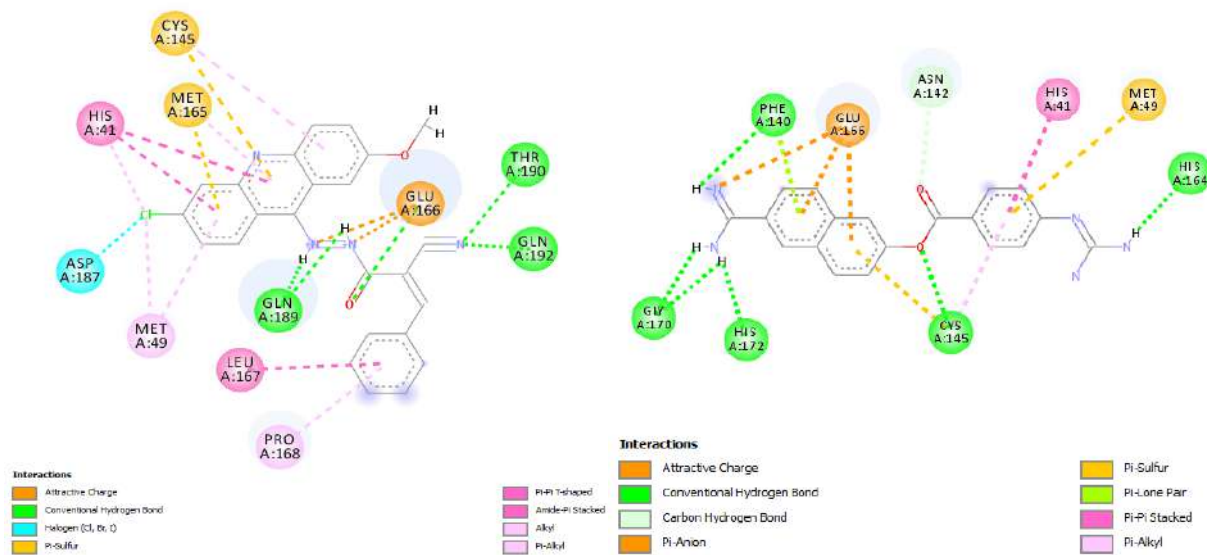 CYS
A:145
MET
A:165
HIS
A:41
N
O
H
H
THR
A:190
GLU
A:166
Cl
N
H
N
N
GLN
A:192
ASP
A:187
H
GLN
A:189
O
MET
A:49
LEU
A:167
PRO
A:168
Interactions
Attractive Charge
Conventional Hydrogen Bond
Halogen (Cl, Br, I)
Pi-Sulfur
Pi-Pi T-shaped
Amide-Pi Stacked
Alkyl
Pi-Alkyl
ASN
A:142
PHE
A:140
GLU
A:166
HIS
A:41
MET
A:49
HIS
A:164
H
N
O
N
H
H
N
H
O
N
N
GLY
A:170
HIS
A:172
CYS
A:145
Interactions
Attractive Charge
Conventional Hydrogen Bond
Carbon Hydrogen Bond
Pi-Anion
Pi-Sulfur
Pi-Lone Pair
Pi-Pi Stacked
Pi-Alkyl